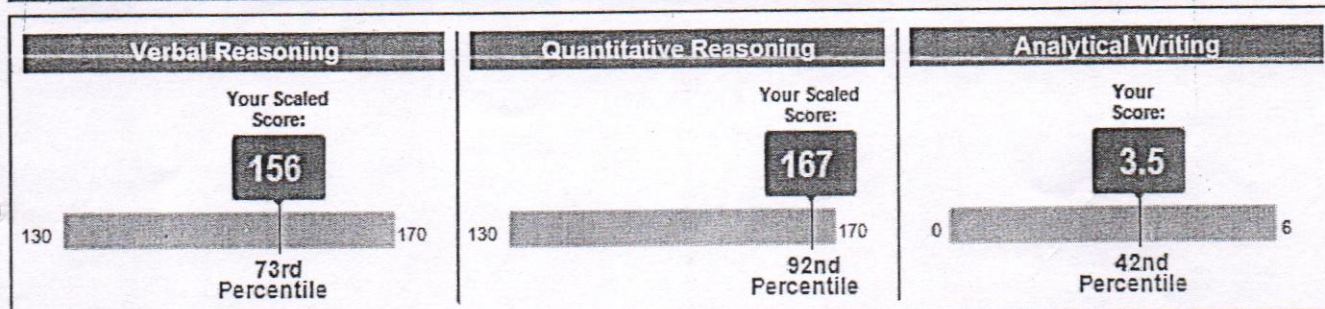 Verbal Reasoning
Your Scaled
Score:
156
130
170
73rd
Percentile
Quantitative Reasoning
Your Scaled
Score:
167
130
170
92nd
Percentile
Analytical Writing
Your
Score:
3.5
0
6
42nd
Percentile